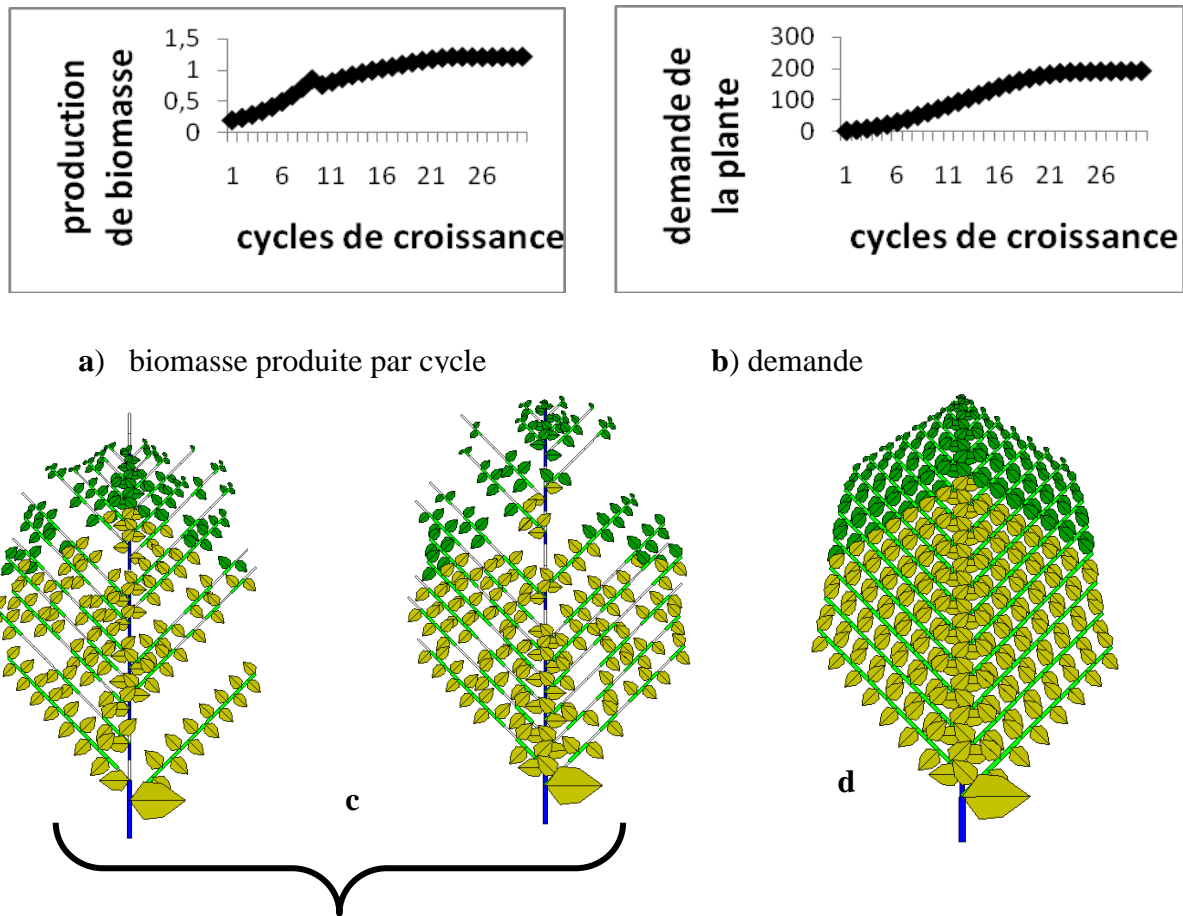 production
de biomasse
1,5
1
0,5
0
1 6 11 16 21 26
cycles de croissance
demande de
la plante
300
200
100
0
1 6 11 16 21 26
cycles de croissance
a) biomasse produite par cycle
b) demande
c
d